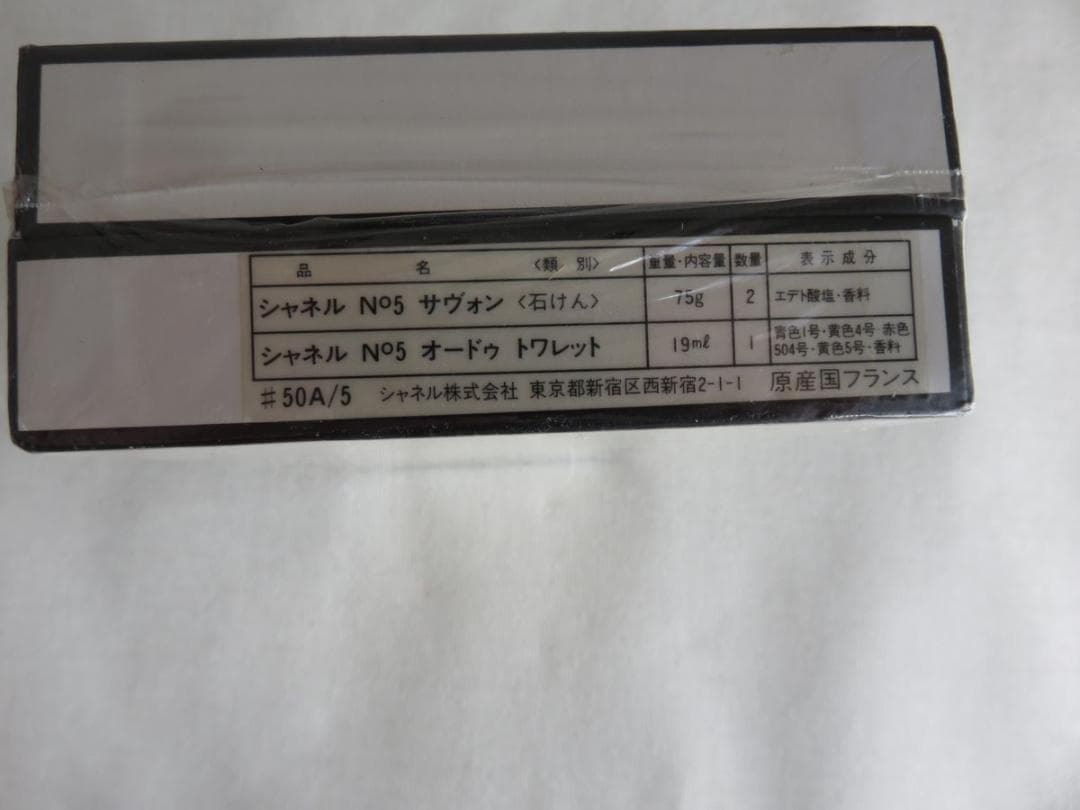 品名 〈類別〉 重量・内容量 数量 表示成分
シャネル Nº5 サヴォン〈石けん〉 75g 2 エデト酸塩・香料
シャネル Nº5 オードゥ トワレット 19ml 1 青色1号・黄色4号 赤色
504号・黄色5号・香料
#50A/5 シャネル株式会社 東京都新宿区西新宿2-1-1 原産国フランス